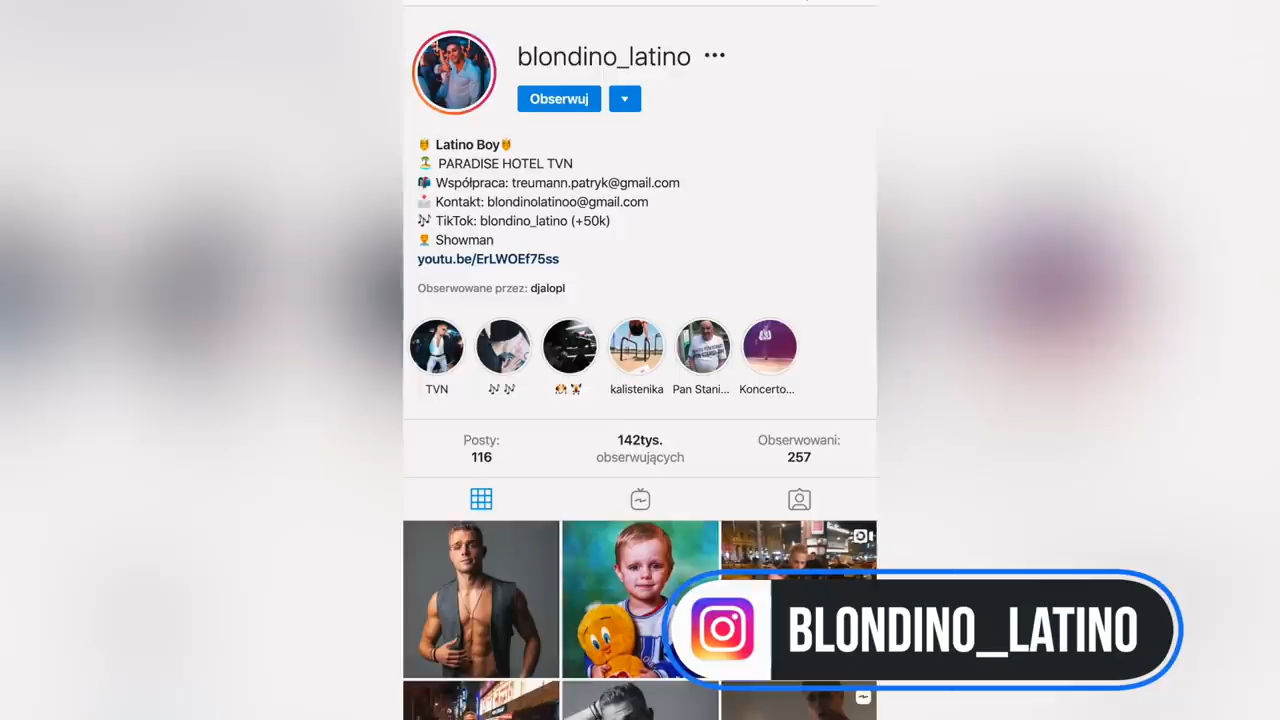 blondino_latino •••
Obserwuj
Latino Boy
PARADISE HOTEL TVN
Współpraca: treumann.patryk@gmail.com
Kontakt: blondinolatinoo@gmail.com
TikTok: blondino_latino (+50k)
Showman
youtu.be/ErLWOEf75ss
Obserwowane przez: djalopl
TVN
kalistenika
Pan Stani...
Koncerto...
Posty:
116
142tys.
obserwujących
Obserwowani:
257
BLONDINO_LATINO